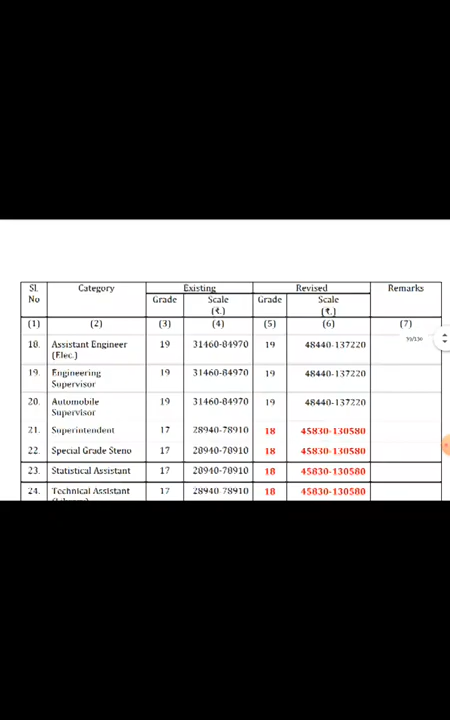 Sl. No Category Existing Revised Remarks
Grade Scale (₹.) Grade Scale (₹.)
(1) (2) (3) (4) (5) (6) (7)
18. Assistant Engineer (Elec.) 19 31460-84970 19 48440-137220
19. Engineering Supervisor 19 31460-84970 19 48440-137220
20. Automobile Supervisor 19 31460-84970 19 48440-137220
21. Superintendent 17 28940-78910 18 45830-130580
22. Special Grade Steno 17 28940-78910 18 45830-130580
23. Statistical Assistant 17 28940-78910 18 45830-130580
24. Technical Assistant 17 28940-78910 18 45830-130580